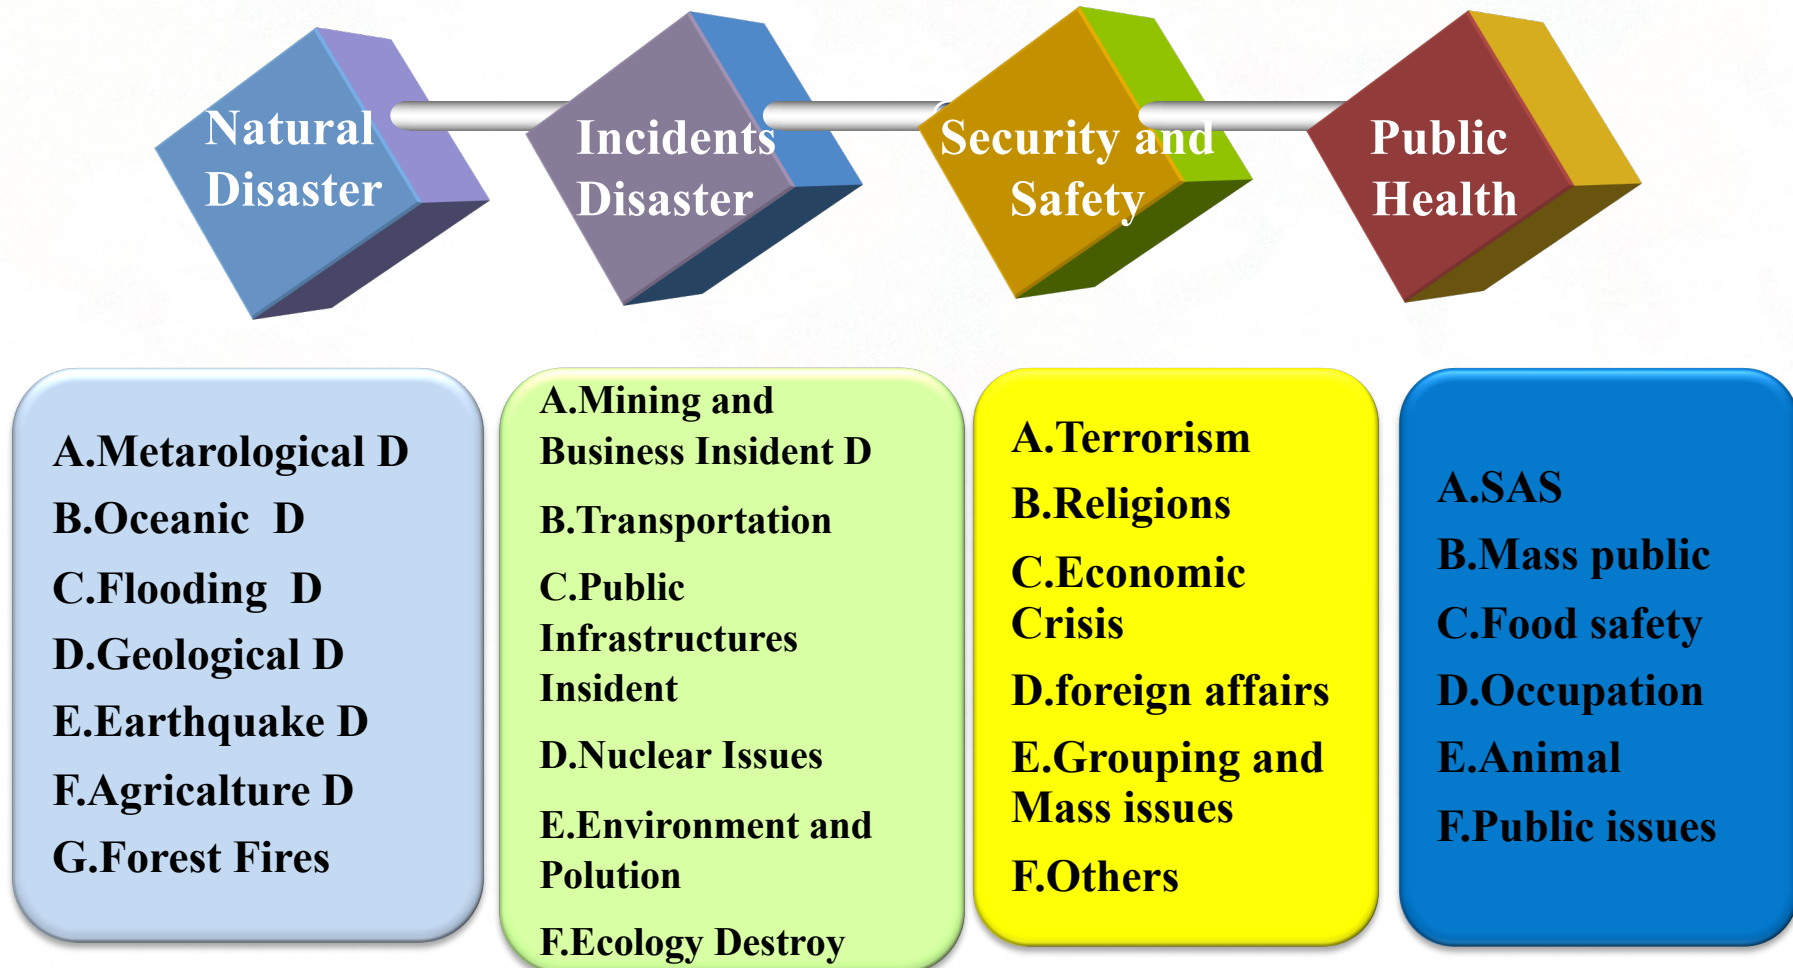 Natural
Disaster
Incidents
Disaster
Security and
Safety
Public
Health
A.Metarological D
B.Oceanic D
C.Flooding D
D.Geological D
E.Earthquake D
F.Agricalture D
G.Forest Fires
A.Mining and
Business Insident D
B.Transportation
C.Public
Infrastructures
Insident
D.Nuclear Issues
E.Environment and
Polution
F.Ecology Destroy
A.Terrorism
B.Religions
C.Economic
Crisis
D.foreign affairs
E.Grouping and
Mass issues
F.Others
A.SAS
B.Mass public
C.Food safety
D.Occupation
E.Animal
F.Public issues